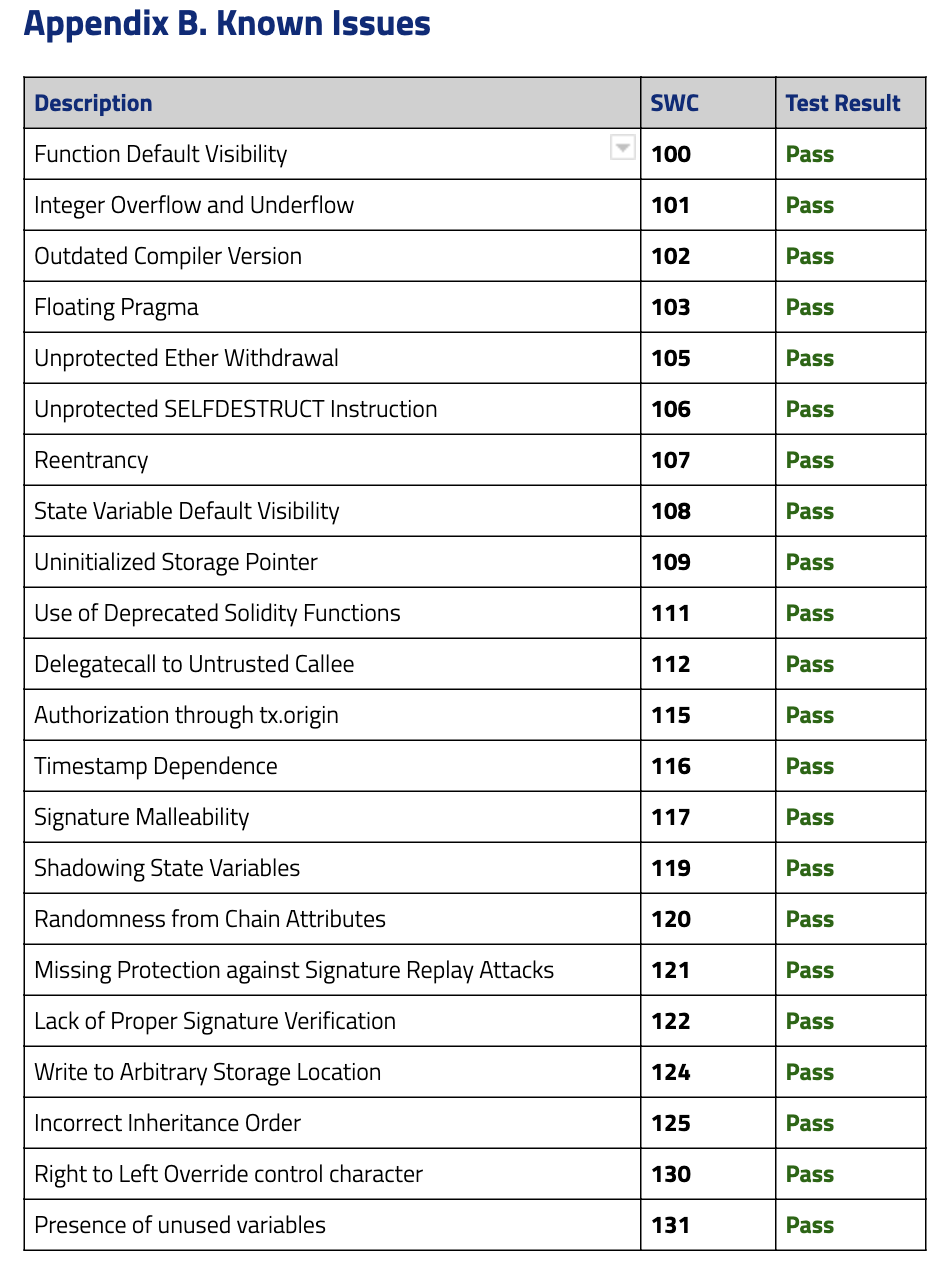 Appendix B. Known Issues
Description SWC Test Result
Function Default Visibility 100 Pass
Integer Overflow and Underflow 101 Pass
Outdated Compiler Version 102 Pass
Floating Pragma 103 Pass
Unprotected Ether Withdrawal 105 Pass
Unprotected SELFDESTRUCT Instruction 106 Pass
Reentrancy 107 Pass
State Variable Default Visibility 108 Pass
Uninitialized Storage Pointer 109 Pass
Use of Deprecated Solidity Functions 111 Pass
Delegatecall to Untrusted Callee 112 Pass
Authorization through tx.origin 115 Pass
Timestamp Dependence 116 Pass
Signature Malleability 117 Pass
Shadowing State Variables 119 Pass
Randomness from Chain Attributes 120 Pass
Missing Protection against Signature Replay Attacks 121 Pass
Lack of Proper Signature Verification 122 Pass
Write to Arbitrary Storage Location 124 Pass
Incorrect Inheritance Order 125 Pass
Right to Left Override control character 130 Pass
Presence of unused variables 131 Pass